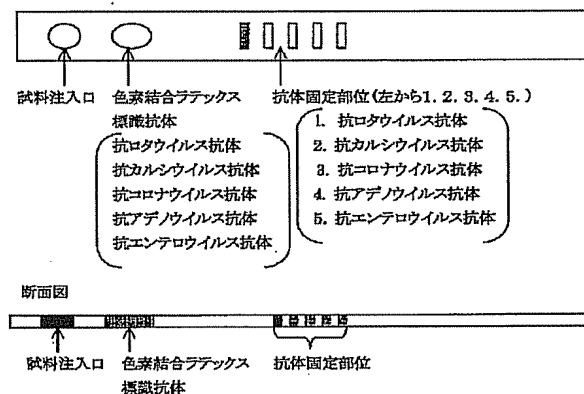 試料注入口
色素結合ラテックス
標識抗体
抗ロタウイルス抗体
抗カルシウイルス抗体
抗コロナウイルス抗体
抗アデノウイルス抗体
抗エンテロウイルス抗体
抗体固定部位(左から1. 2. 3. 4. 5. )
1. 抗ロタウイルス抗体
2. 抗カルシウイルス抗体
3. 抗コロナウイルス抗体
4. 抗アデノウイルス抗体
5. 抗エンテロウイルス抗体
断面図
試料注入口
色素結合ラテックス
標識抗体
抗体固定部位